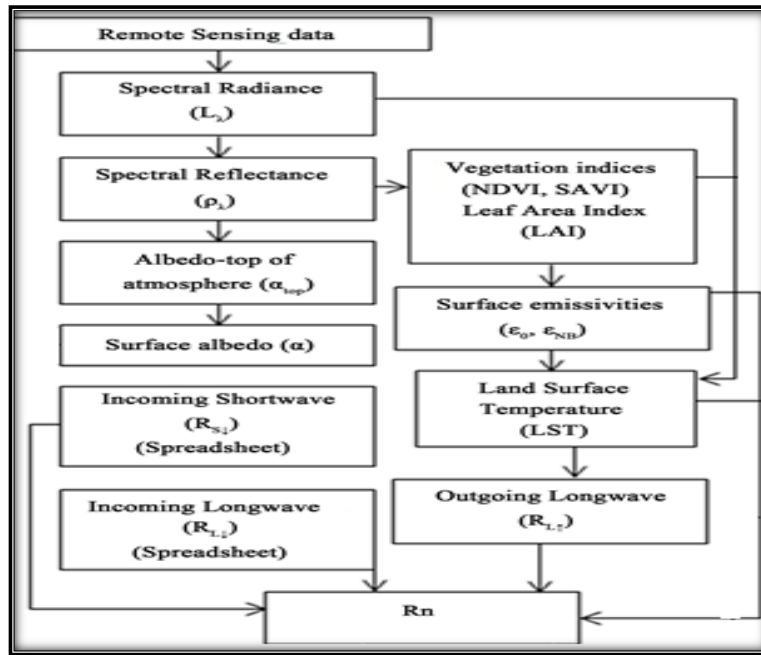 Remote Sensing data
Spectral Radiance
(Lλ)
Spectral Reflectance
(ρλ)
Albedo-top of
atmosphere (αtop)
Surface albedo (α)
Incoming Shortwave
(RS↓)
(Spreadsheet)
Incoming Longwave
(RL↓)
(Spreadsheet)
Vegetation indices
(NDVI, SAVI)
Leaf Area Index
(LAI)
Surface emissivities
(ε0, εNB)
Land Surface
Temperature
(LST)
Outgoing Longwave
(RL↑)
Rn